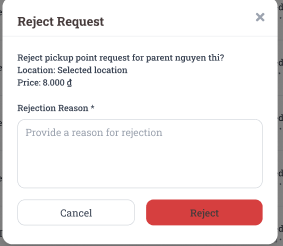 Reject Request
Reject pickup point request for parent nguyen thi?
Location: Selected location
Price: 8.000 ₫
Rejection Reason *
Provide a reason for rejection
Cancel
Reject